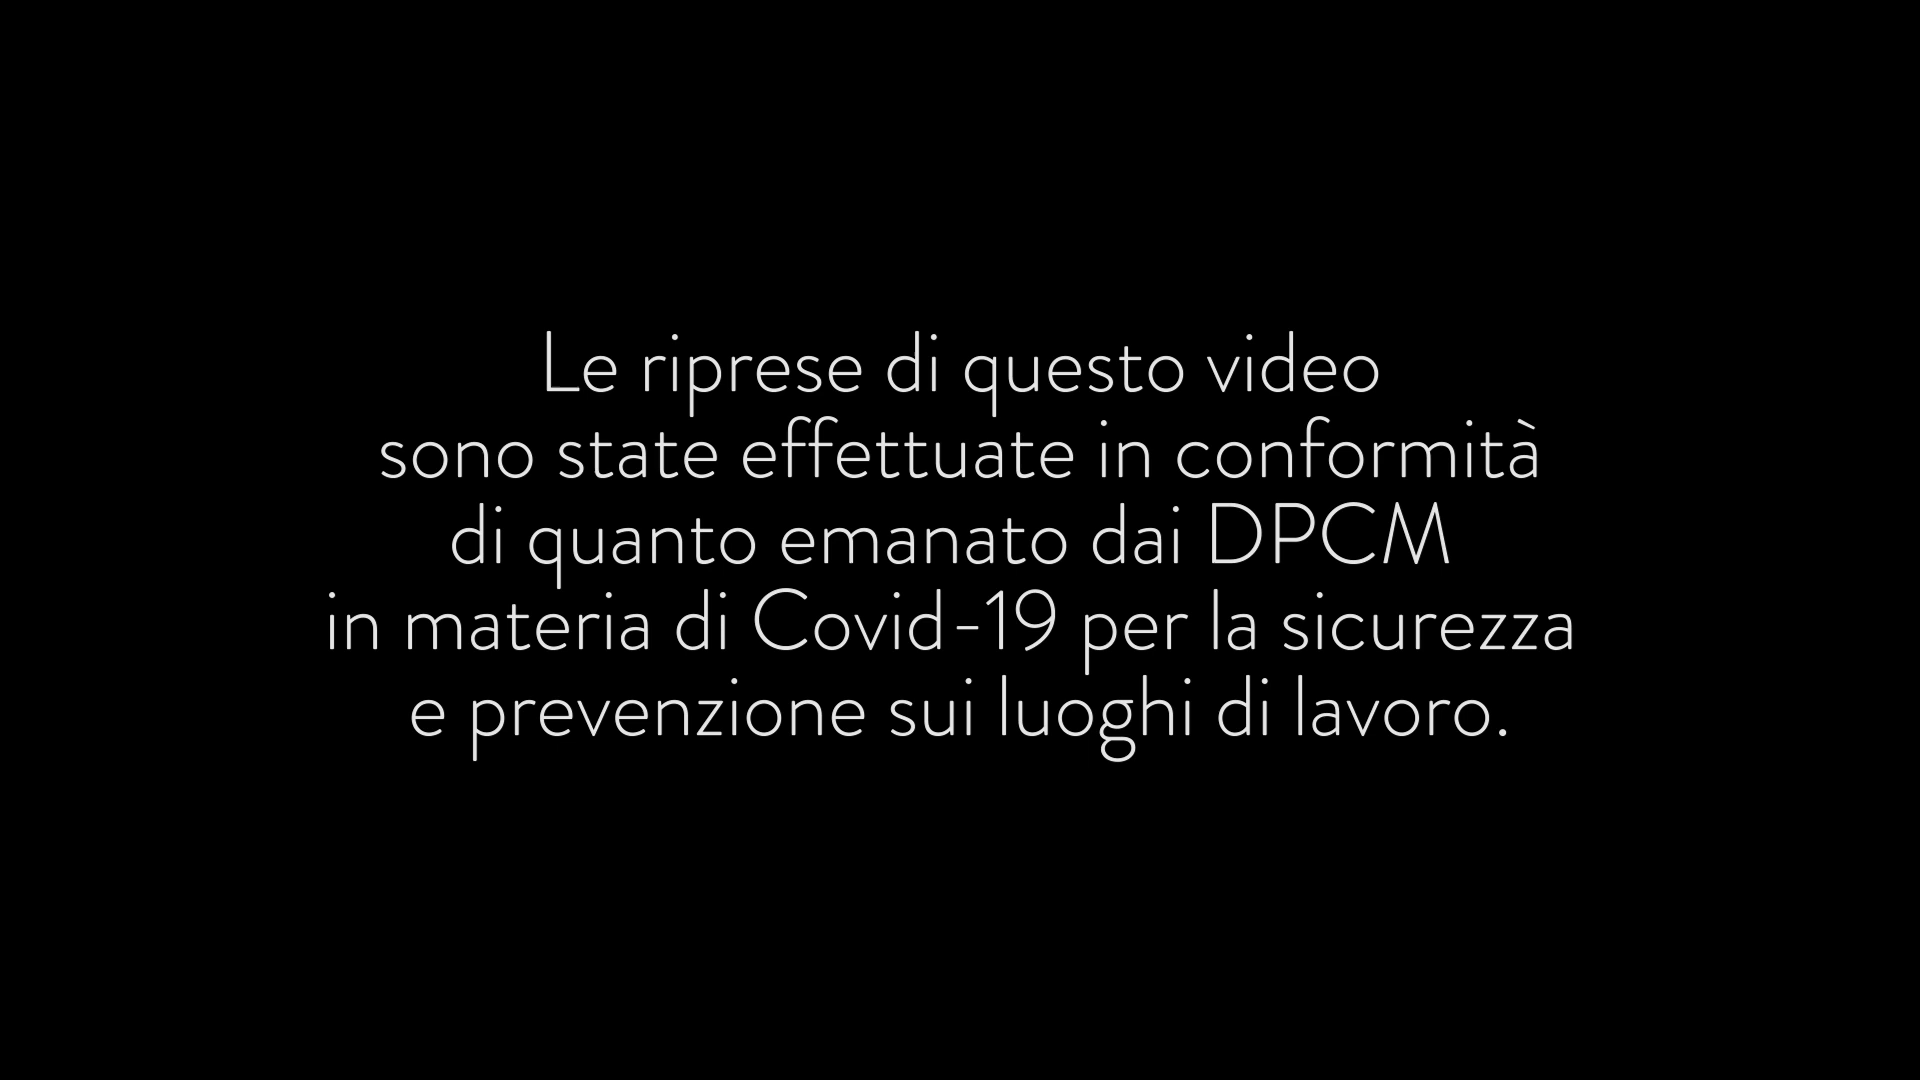 Le riprese di questo video
sono state effettuate in conformità
di quanto emanato dai DPCM
in materia di Covid-19 per la sicurezza
e prevenzione sui luoghi di lavoro.